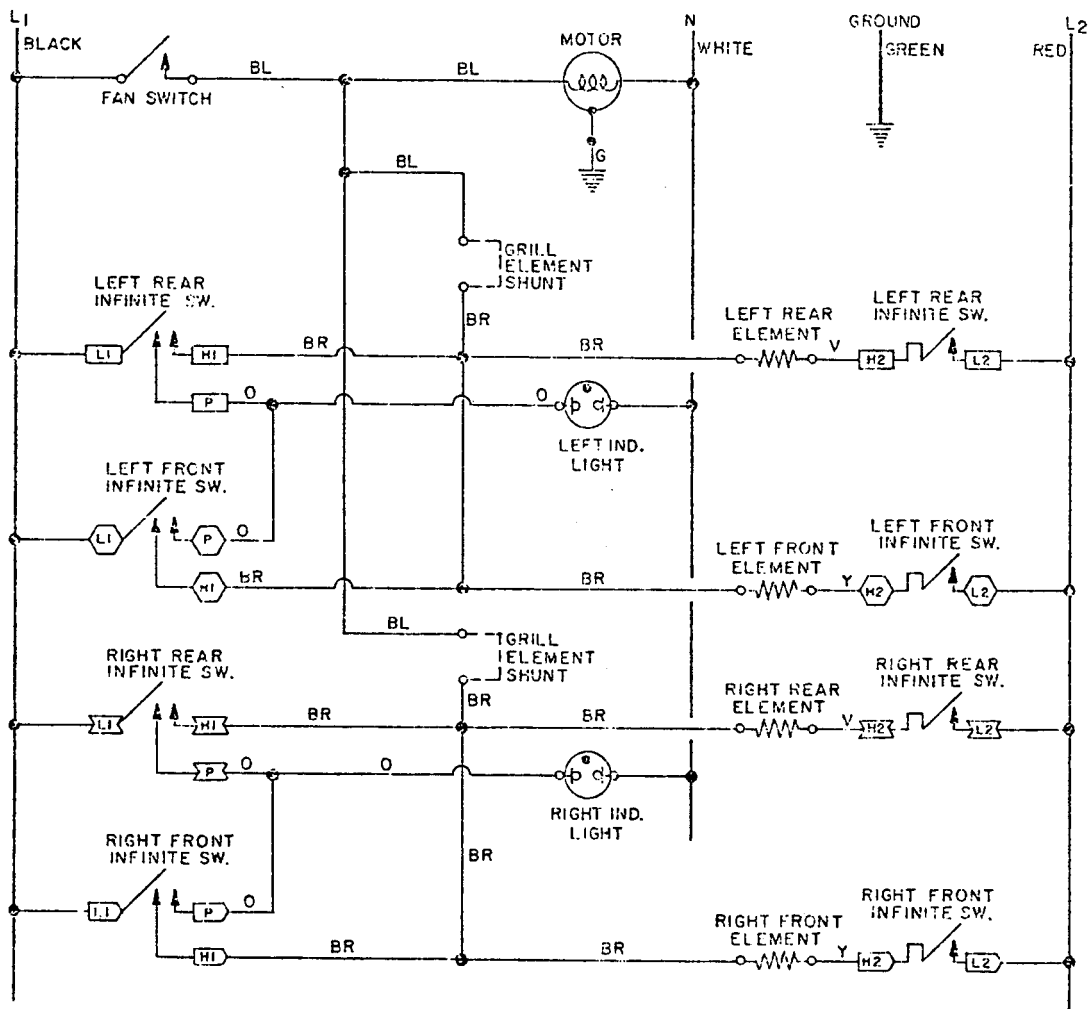 L1
N
GROUND
L2
BLACK
MOTOR
WHITE
GREEN
RED
BL
BL
FAN SWITCH
G
BL
GRILL
ELEMENT
SHUNT
LEFT REAR
INFINITE SW.
BR
LEFT REAR
ELEMENT
LEFT REAR
INFINITE SW.
L1
H1
BR
BR
V
H2
L2
P
O
O
LEFT IND.
LIGHT
LEFT FRONT
INFINITE SW.
LEFT FRONT
INFINITE SW.
L1
P
O
LEFT FRONT
ELEMENT
H1
BR
BR
Y
H2
L2
BL
GRILL
ELEMENT
SHUNT
RIGHT REAR
INFINITE SW.
RIGHT REAR
INFINITE SW.
BR
RIGHT REAR
ELEMENT
L1
H1
BR
BR
V
H2
L2
P
O
O
RIGHT IND.
LIGHT
RIGHT FRONT
INFINITE SW.
BR
RIGHT FRONT
INFINITE SW.
L1
P
O
RIGHT FRONT
ELEMENT
H1
BR
BR
Y
H2
L2